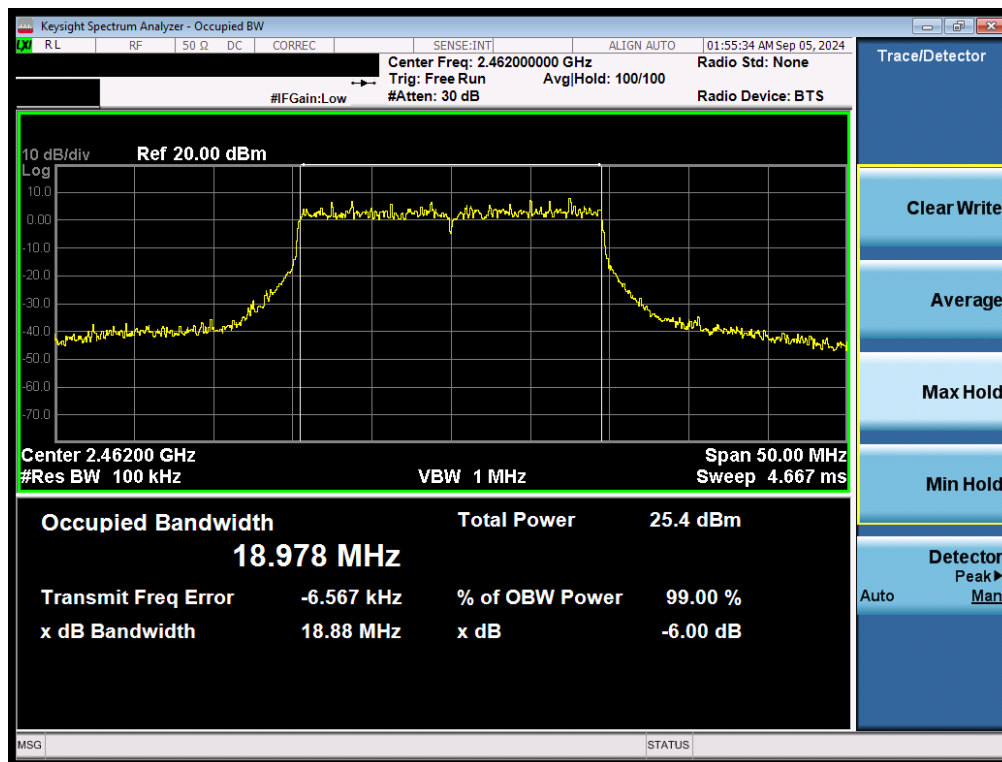 Keysight Spectrum Analyzer - Occupied BW
LXI RL RF 50 Ω DC CORREC SENSE:INT ALIGN AUTO 01:55:34 AM Sep 05, 2024
Center Freq: 2.462000000 GHz Radio Std: None
Trig: Free Run Avg|Hold: 100/100
#IFGain:Low #Atten: 30 dB Radio Device: BTS
Trace/Detector
10 dB/div Ref 20.00 dBm
Log
10.0
0.00
-10.0
-20.0
-30.0
-40.0
-50.0
-60.0
-70.0
Center 2.46200 GHz Span 50.00 MHz
#Res BW 100 kHz VBW 1 MHz Sweep 4.667 ms
Occupied Bandwidth Total Power 25.4 dBm
18.978 MHz
Transmit Freq Error -6.567 kHz % of OBW Power 99.00 %
x dB Bandwidth 18.88 MHz x dB -6.00 dB
Clear Write
Average
Max Hold
Min Hold
Detector
Peak▶
Auto Man
MSG STATUS